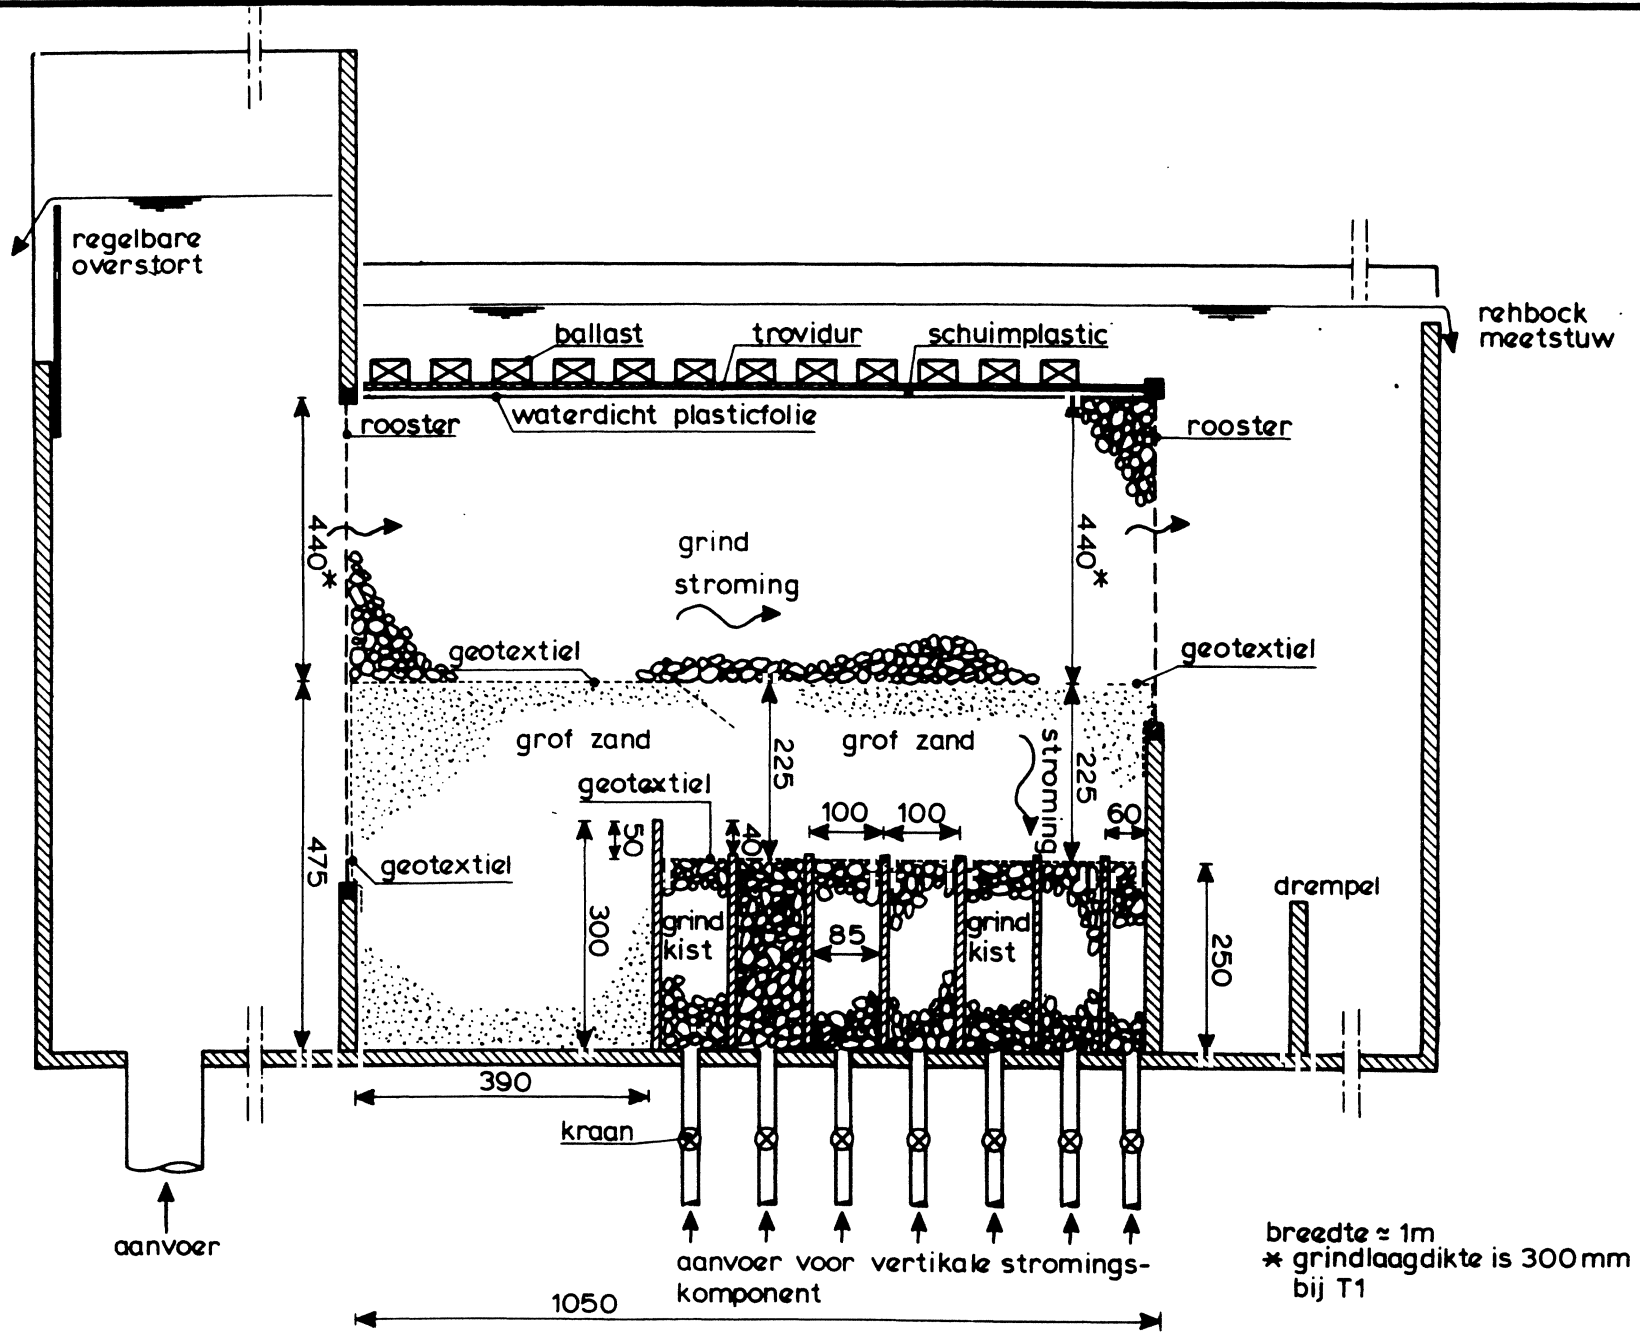 regelbare
overstort
rehbock
meetstuw
ballast
trovidur
schuimplastic
waterdicht plasticfolie
rooster
rooster
440*
440*
grind
stroming
geotextiel
geotextiel
grof zand
grof zand
stroming
225
225
geotextiel
100
100
60
50
40
475
geotextiel
300
grind
kist
85
grind
kist
250
drempel
390
kraan
aanvoer
aanvoer voor vertikale stromings-
komponent
1050
breedte ≈ 1m
* grindlaagdikte is 300mm
bij T1